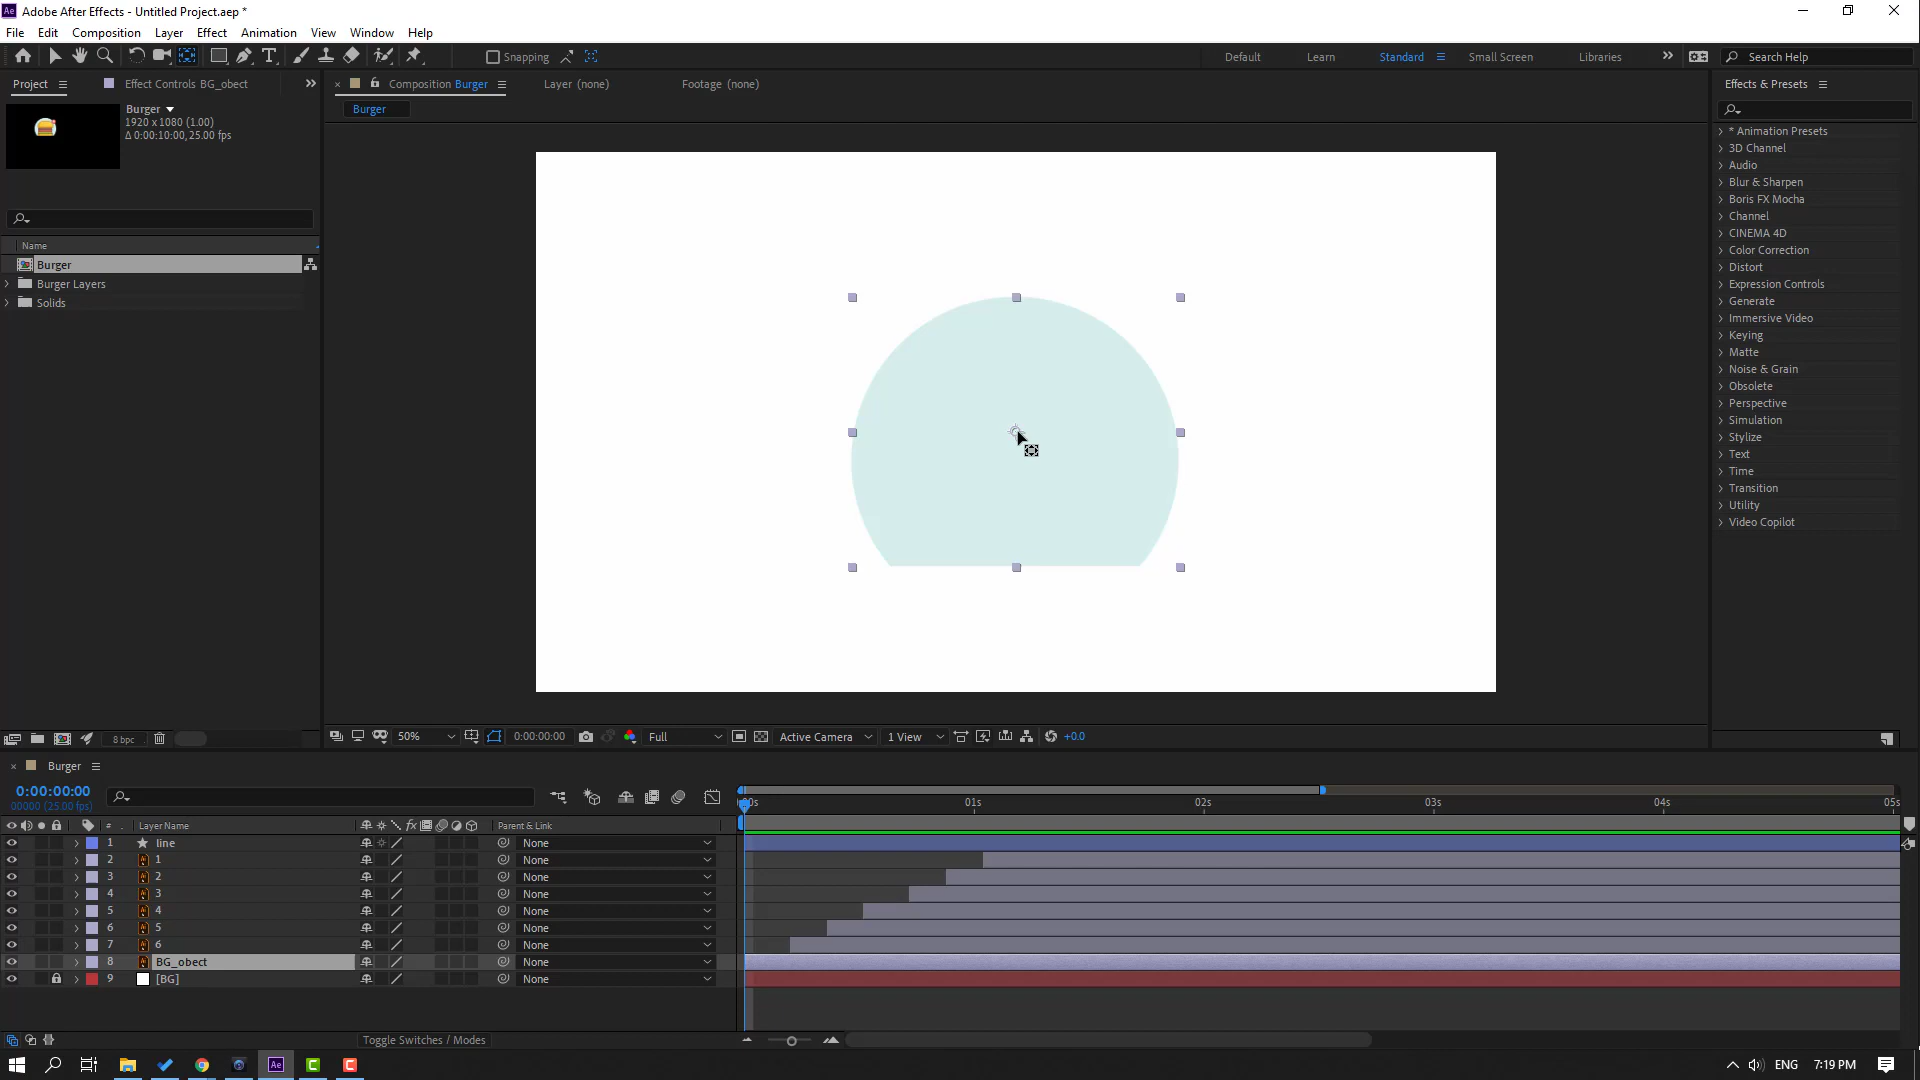 Ae Adobe After Effects - Untitled Project.aep *
File Edit Composition Layer Effect Animation View Window Help
Snapping Default Learn Standard Small Screen Libraries Search Help
Project Effect Controls BG_obect Composition Burger Layer (none) Footage (none) Effects & Presets
Burger
1920 x 1080 (1.00)
Δ 0:00:10:00, 25.00 fps
Burger
Name
Burger
Burger Layers
Solids
* Animation Presets
3D Channel
Audio
Blur & Sharpen
Boris FX Mocha
Channel
CINEMA 4D
Color Correction
Distort
Expression Controls
Generate
Immersive Video
Keying
Matte
Noise & Grain
Obsolete
Perspective
Simulation
Stylize
Text
Time
Transition
Utility
Video Copilot
8 bpc 50% 0:00:00:00 Full Active Camera 1 View +0.0
Burger
0:00:00:00
00000 (25.00 fps)
01s 02s 03s 04s 05s
# Layer Name fx Parent & Link
1 line None
2 1 None
3 2 None
4 3 None
5 4 None
6 5 None
7 6 None
8 BG_obect None
9 [BG] None
Toggle Switches / Modes
Ae ENG 7:19 PM